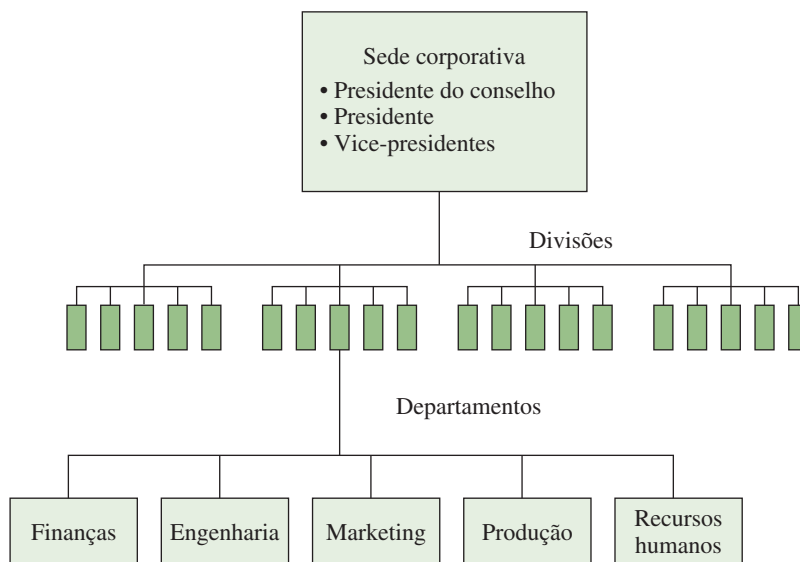 Sede corporativa
• Presidente do conselho
• Presidente
• Vice-presidentes
Divisões
Departamentos
Finanças
Engenharia
Marketing
Produção
Recursos
humanos